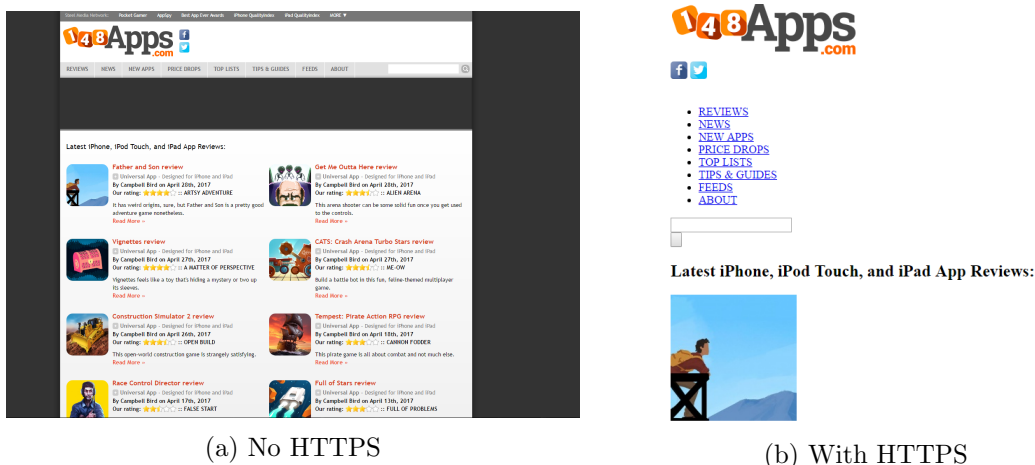 Steel Media Network: Pocket Gamer AppSpy Best App Ever Awards iPhone Qualityindex iPad Qualityindex MORE ▼
148Apps
.com
REVIEWS NEWS NEW APPS PRICE DROPS TOP LISTS TIPS & GUIDES FEEDS ABOUT
Latest iPhone, iPod Touch, and iPad App Reviews:
Father and Son review
Universal App - Designed for iPhone and iPad
By Campbell Bird on April 28th, 2017
Our rating: :: ARTSY ADVENTURE
It has weird origins, sure, but Father and Son is a pretty good
adventure game nonetheless.
Read More »
Get Me Outta Here review
Universal App - Designed for iPhone and iPad
By Campbell Bird on April 28th, 2017
Our rating: :: ALIEN ARENA
This arena shooter can be some solid fun once you get used
to the controls.
Read More »
Vignettes review
Universal App - Designed for iPhone and iPad
By Campbell Bird on April 27th, 2017
Our rating: :: A MATTER OF PERSPECTIVE
Vignettes feels like a toy that's hiding a mystery or two up
its sleeves.
Read More »
CATS: Crash Arena Turbo Stars review
Universal App - Designed for iPhone and iPad
By Campbell Bird on April 27th, 2017
Our rating: :: ME-OW
Build a battle bot in this fun, feline-themed multiplayer
game.
Read More »
Construction Simulator 2 review
Universal App - Designed for iPhone and iPad
By Campbell Bird on April 26th, 2017
Our rating: :: OPEN BUILD
This open-world construction game is strangely satisfying.
Read More »
Tempest: Pirate Action RPG review
Universal App - Designed for iPhone and iPad
By Campbell Bird on April 18th, 2017
Our rating: :: CANNON FODDER
This pirate game is all about combat and not much else.
Read More »
Race Control Director review
Universal App - Designed for iPhone and iPad
By Campbell Bird on April 17th, 2017
Our rating: :: FALSE START
Full of Stars review
Universal App - Designed for iPhone and iPad
By Campbell Bird on April 13th, 2017
Our rating: :: FULL OF PROBLEMS
(a) No HTTPS
148Apps
.com
REVIEWS
NEWS
NEW APPS
PRICE DROPS
TOP LISTS
TIPS & GUIDES
FEEDS
ABOUT
Latest iPhone, iPod Touch, and iPad App Reviews:
(b) With HTTPS